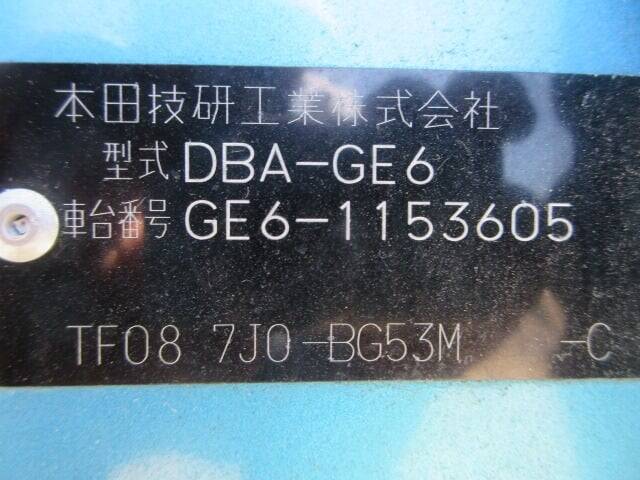 本田技研工業株式会社
型式 DBA-GE6
車台番号 GE6-1153605
TF08 7J0-BG53M -C